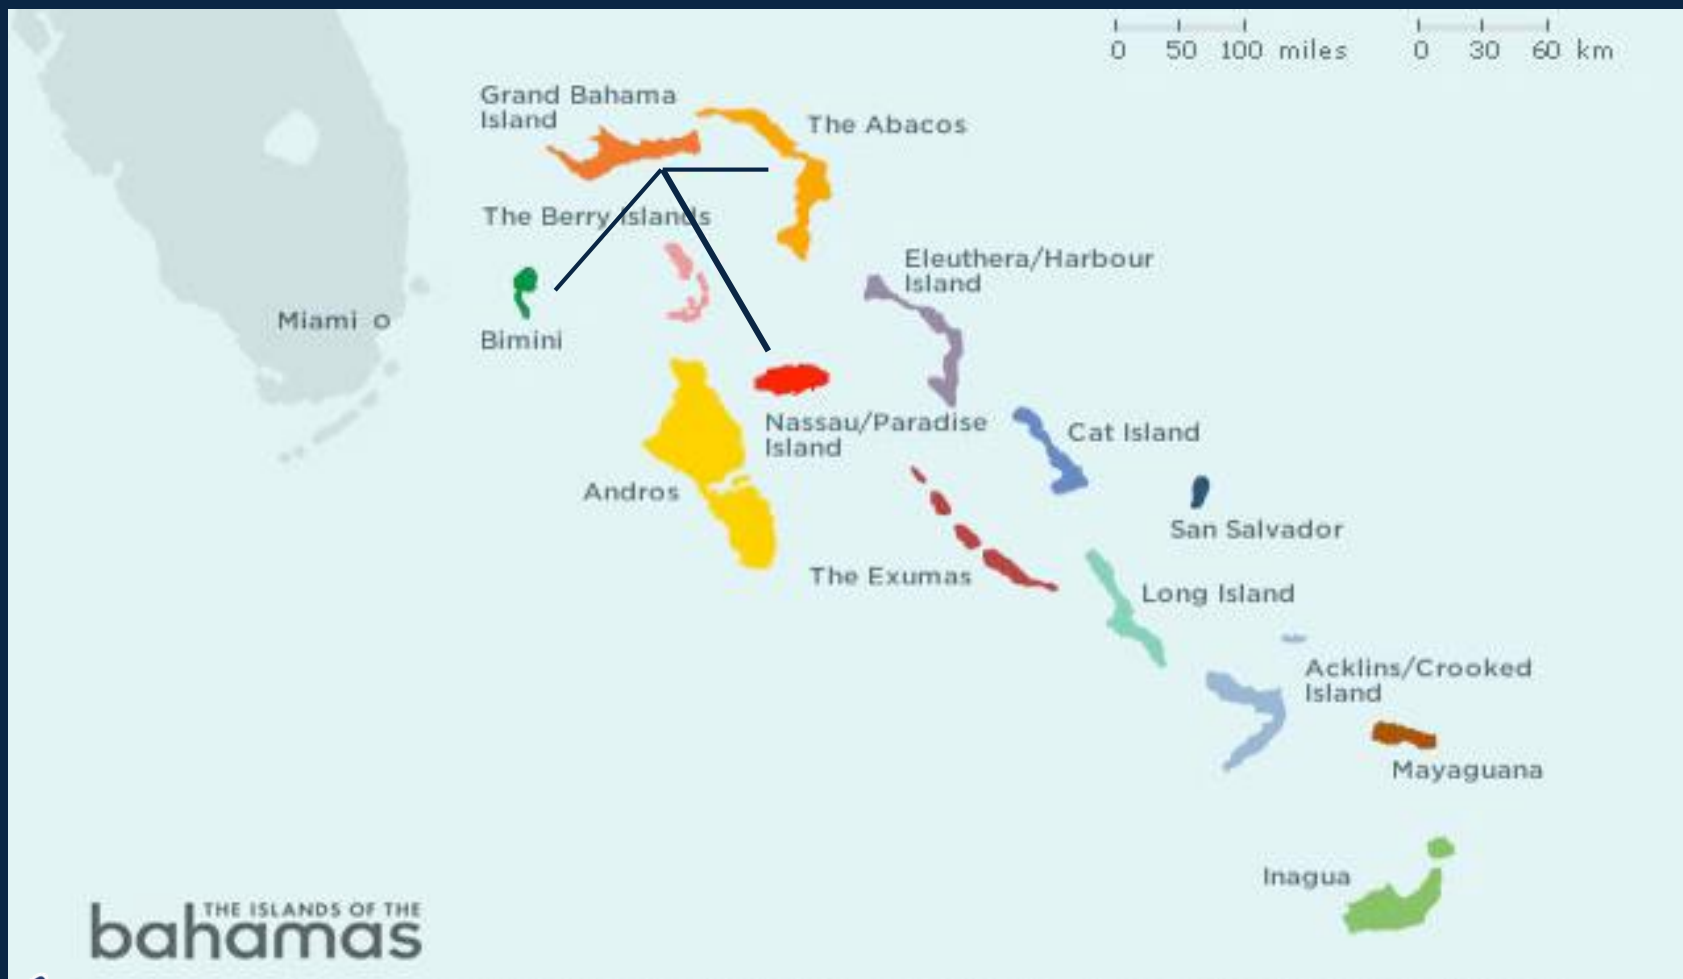 0 50 100 miles 0 30 60 km
Grand Bahama
Island
The Abacos
The Berry Islands
Eleuthera/Harbour
Island
Miami
Bimini
Nassau/Paradise
Island
Cat Island
Andros
San Salvador
The Exumas
Long Island
Acklins/Crooked
Island
Mayaguana
Inagua
THE ISLANDS OF THE
bahamas